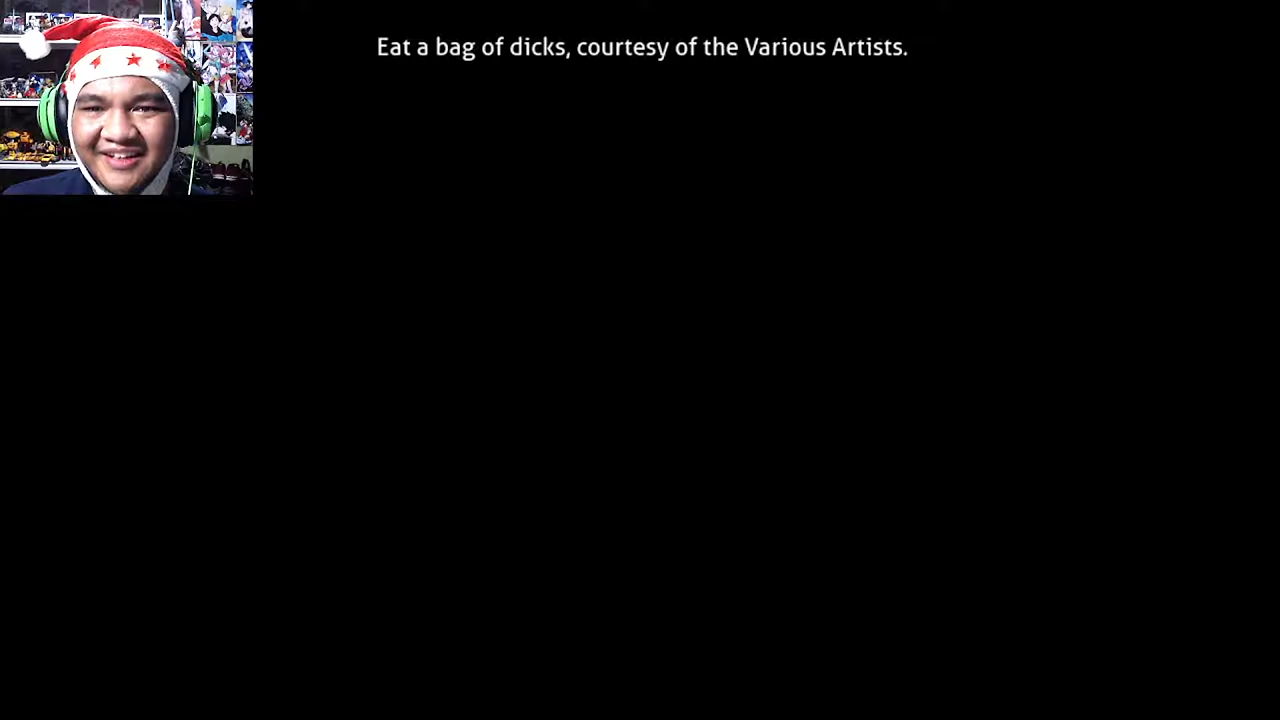 Eat a bag of dicks, courtesy of the Various Artists.